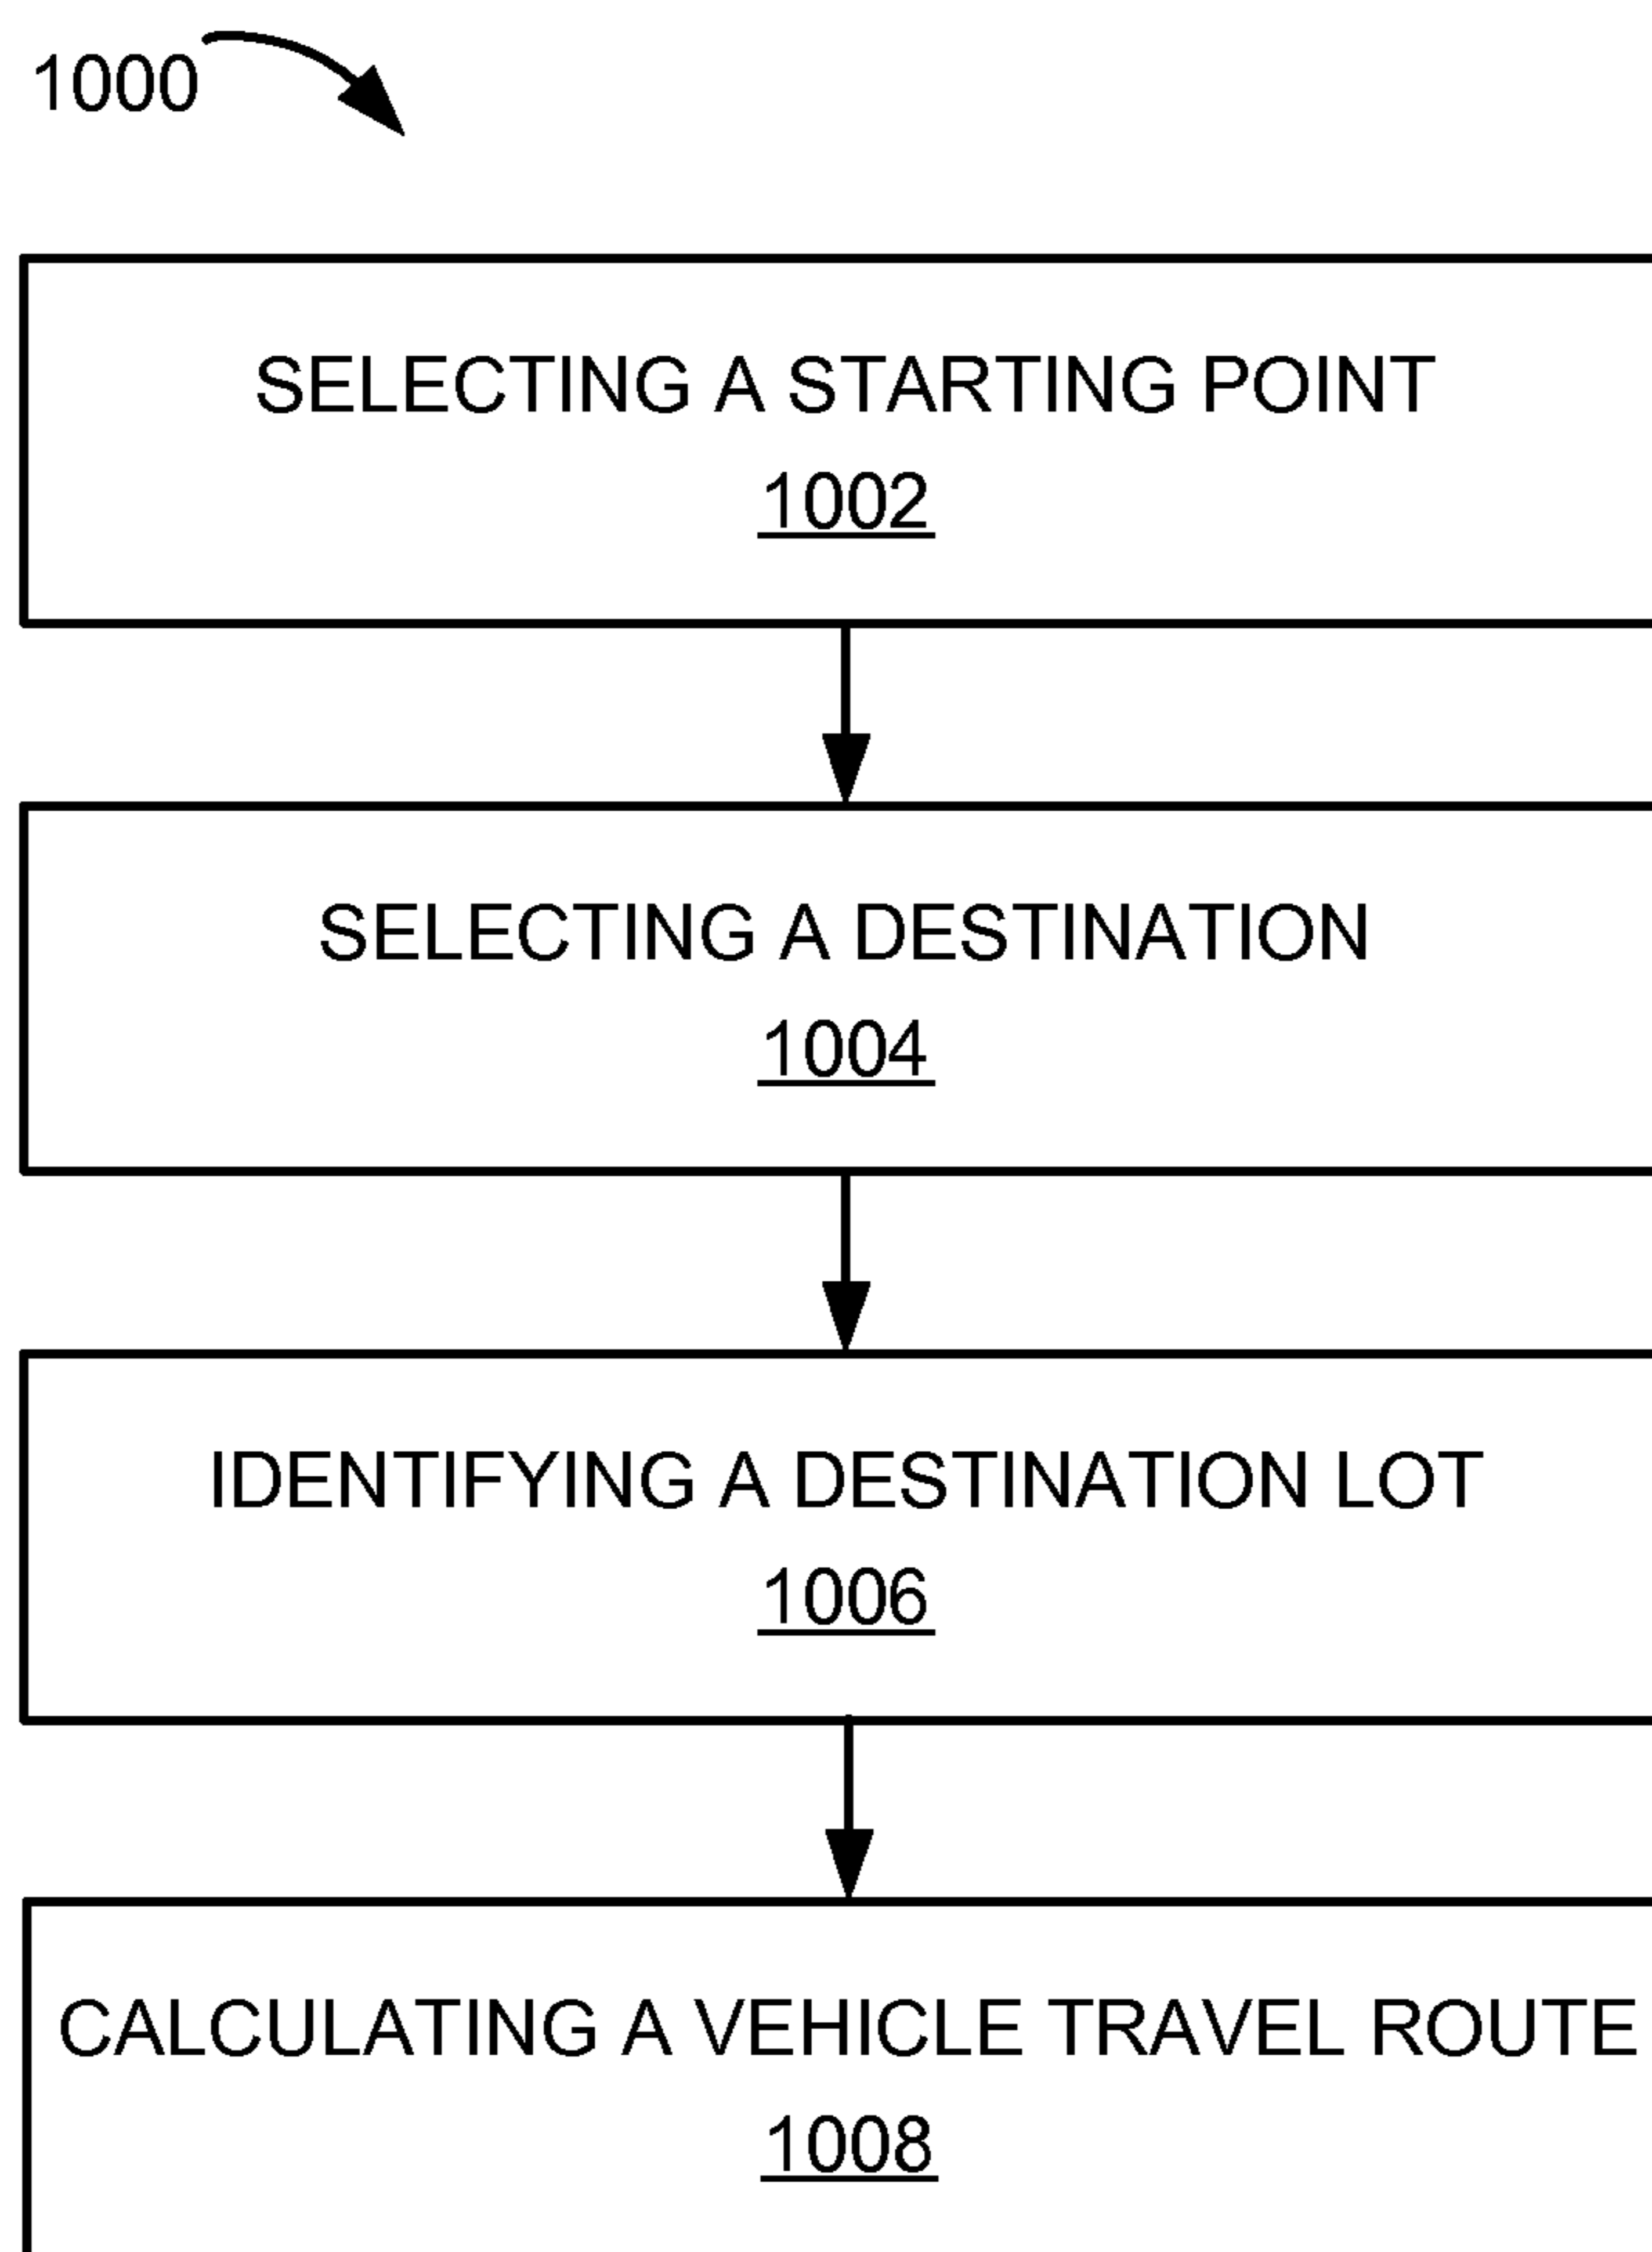 1000
SELECTING A STARTING POINT
1002
SELECTING A DESTINATION
1004
IDENTIFYING A DESTINATION LOT
1006
CALCULATING A VEHICLE TRAVEL ROUTE
1008